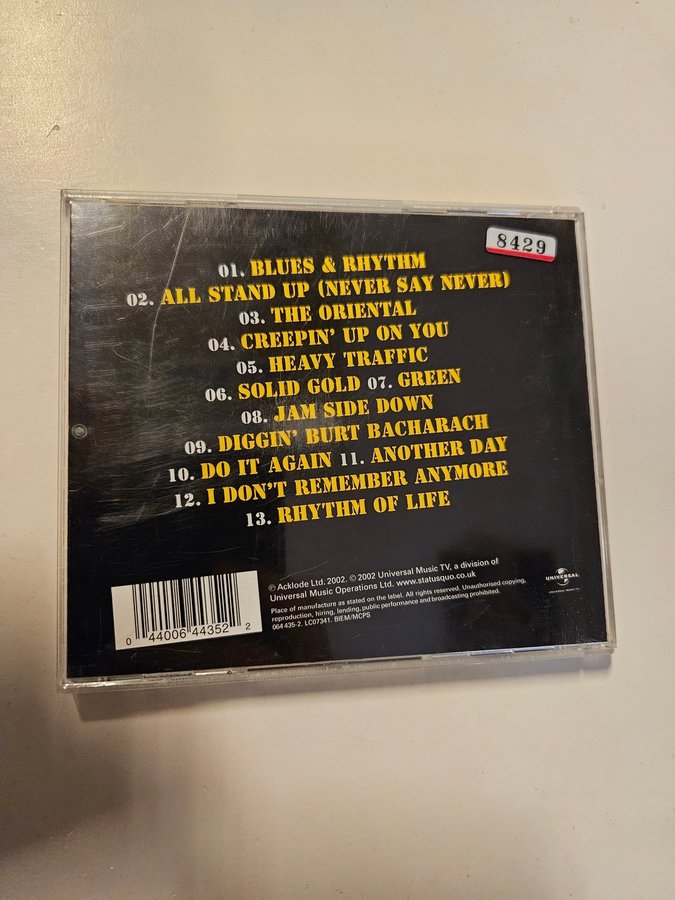 8429
01. BLUES & RHYTHM
02. ALL STAND UP (NEVER SAY NEVER)
03. THE ORIENTAL
04. CREEPIN' UP ON YOU
05. HEAVY TRAFFIC
06. SOLID GOLD 07. GREEN
08. JAM SIDE DOWN
09. DIGGIN' BURT BACHARACH
10. DO IT AGAIN 11. ANOTHER DAY
12. I DON'T REMEMBER ANYMORE
13. RHYTHM OF LIFE
℗ Acklode Ltd. 2002. © 2002 Universal Music TV, a division of
Universal Music Operations Ltd. www.statusquo.co.uk
Place of manufacture as stated on the label. All rights reserved. Unauthorised copying,
reproduction, hiring, lending, public performance and broadcasting prohibited.
064 435-2. LC07341. BIEM/MCPS
UNIVERSAL
UNIVERSAL MUSIC TV
0 44006 44352 2